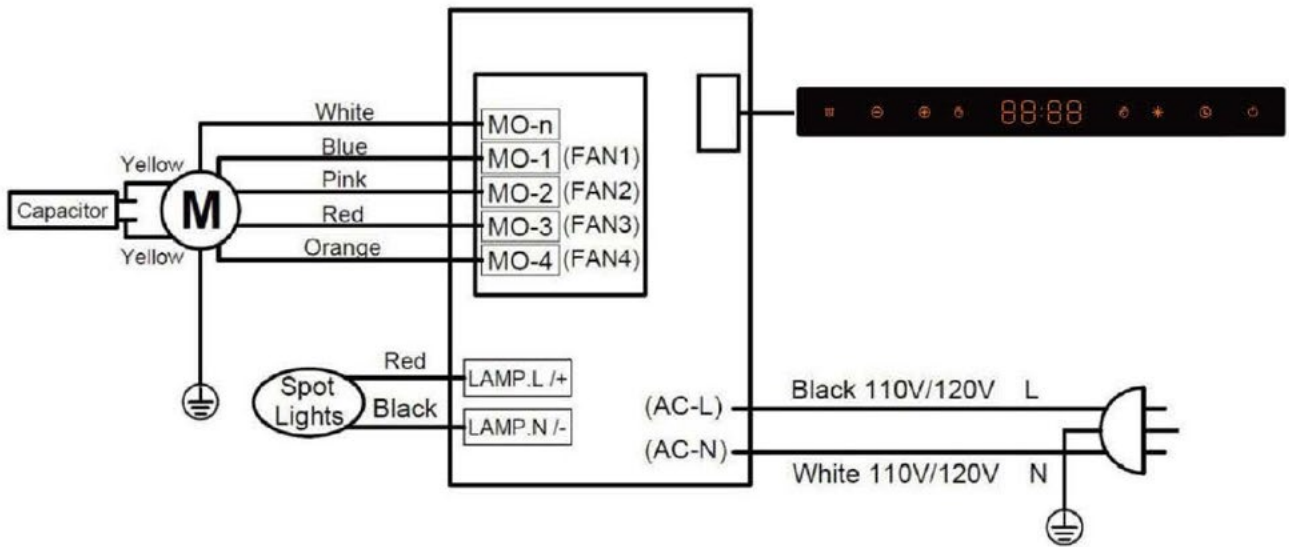 White
MO-n
Blue
MO-1 (FAN1)
Yellow
Pink
MO-2 (FAN2)
Capacitor
M
Red
MO-3 (FAN3)
Yellow
Orange
MO-4 (FAN4)
88:88
Red
LAMP.L /+
Spot
Lights
Black
LAMP.N /-
(AC-L)
Black 110V/120V L
(AC-N)
White 110V/120V N